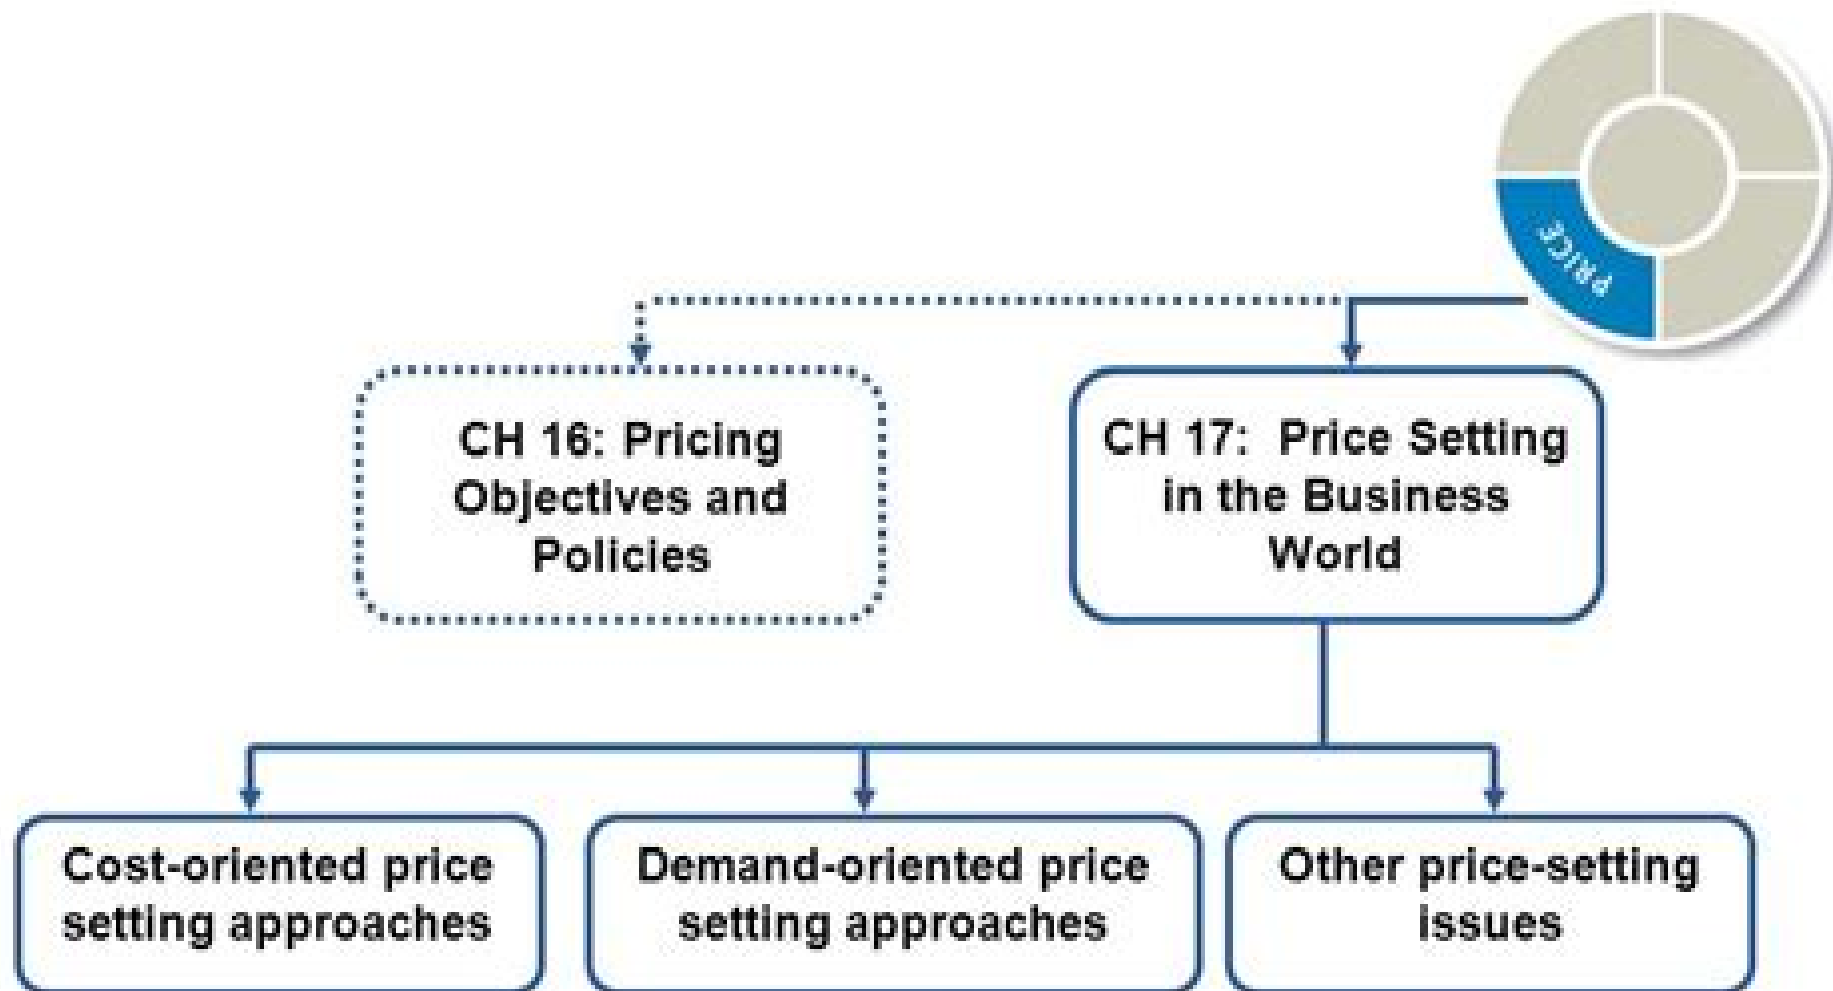 PRICE
CH 16: Pricing
Objectives and
Policies
CH 17: Price Setting
in the Business
World
Cost-oriented price
setting approaches
Demand-oriented price
setting approaches
Other price-setting
issues